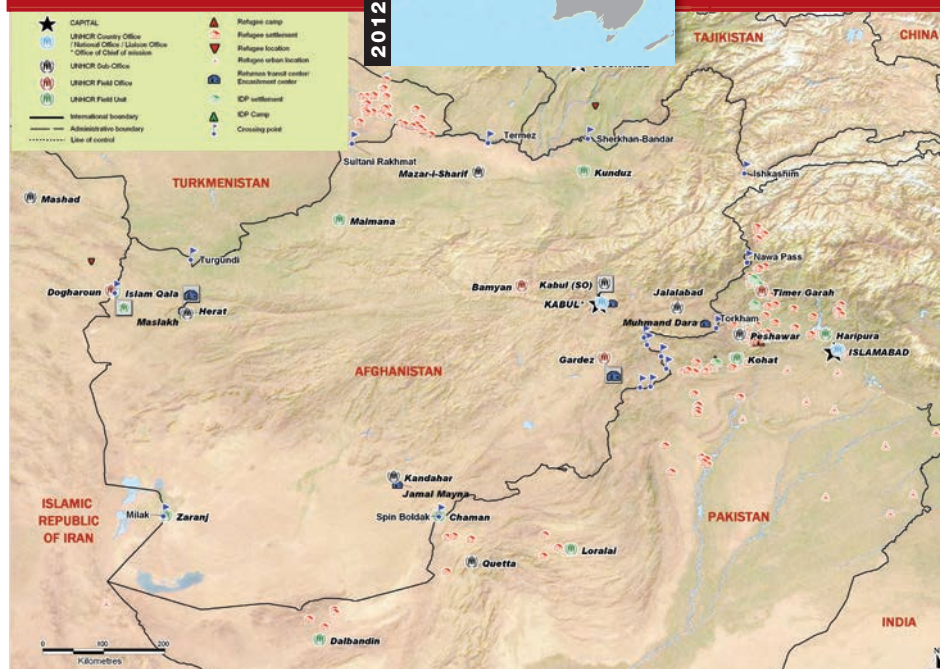 2012
CAPITAL
UNHCR Country Office
/ National Office / Liaison Office
* Office of Chief of mission
UNHCR Sub Office
UNHCR Field Office
UNHCR Field Unit
International boundary
Administrative boundary
Line of control
Refugee camp
Refugee settlement
Refugee location
Refugee urban location
Returnee transit center/
Encashment center
IDP settlement
IDP Camp
Crossing point
TAJIKISTAN
CHINA
Termez
Sherkhan-Bandar
Sultani Rakhmat
Mazar-i-Sharif
Kunduz
Ishkashim
TURKMENISTAN
Mashad
Maimana
Turgundi
Nawa Pass
Dogharoun
Islam Qala
Bamyan
Kabul (SO)
Jalalabad
Timer Garah
KABUL*
Maslakh
Herat
Muhmand Dara
Torkham
Peshawar
Haripura
ISLAMABAD
Gardez
Kohat
AFGHANISTAN
Kandahar
Jamal Mayna
ISLAMIC
REPUBLIC
OF IRAN
Milak
Zaranj
Spin Boldak
Chaman
PAKISTAN
Loralai
Quetta
INDIA
Dalbandin
0 100 200
Kilometres